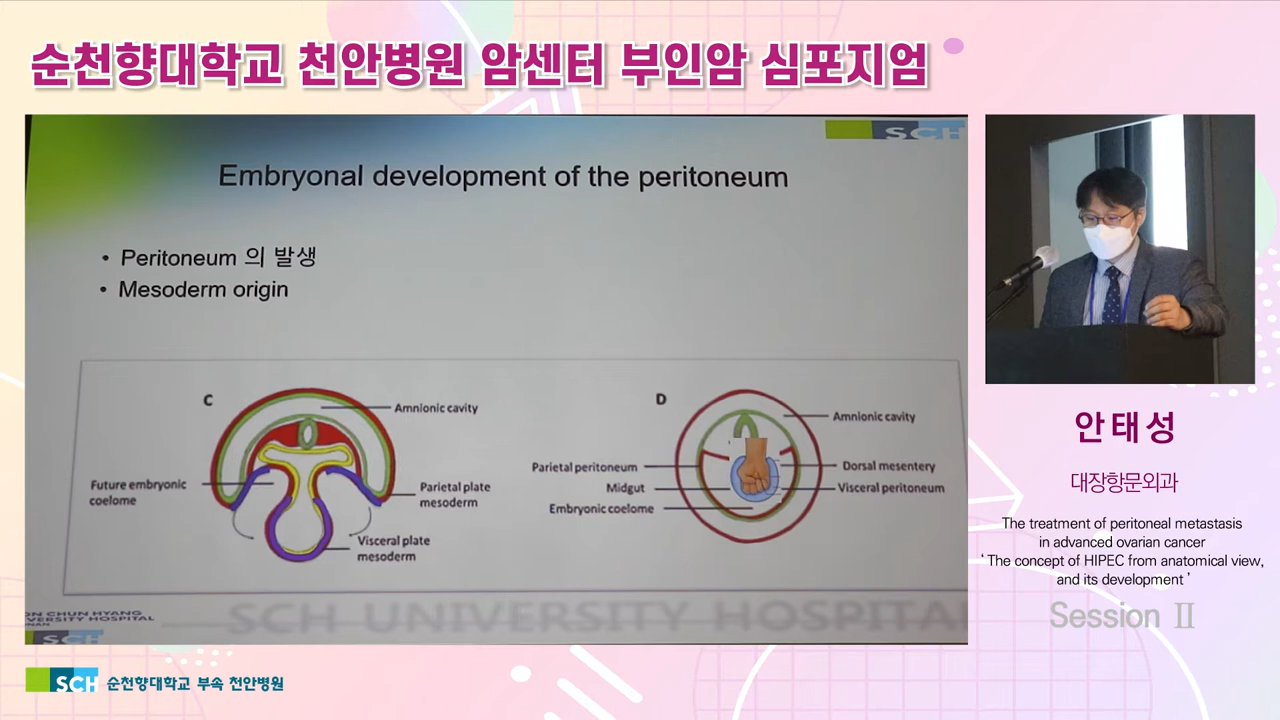 순천향대학교 천안병원 암센터 부인암 심포지엄
SCH
Embryonal development of the peritoneum
• Peritoneum 의 발생
• Mesoderm origin
C
Amnionic cavity
Future embryonic
coelome
Parietal plate
mesoderm
Visceral plate
mesoderm
D
Amnionic cavity
Parietal peritoneum
Dorsal mesentery
Midgut
Visceral peritoneum
Embryonic coelome
ON CHUN HYANG
VERSITY HOSPITAL
NAN
SCH UNIVERSITY HOSPITAL
SCH
안태성
대장항문외과
The treatment of peritoneal metastasis
in advanced ovarian cancer
‘ The concept of HIPEC from anatomical view,
and its development ’
Session Ⅱ
SCH 순천향대학교 부속 천안병원